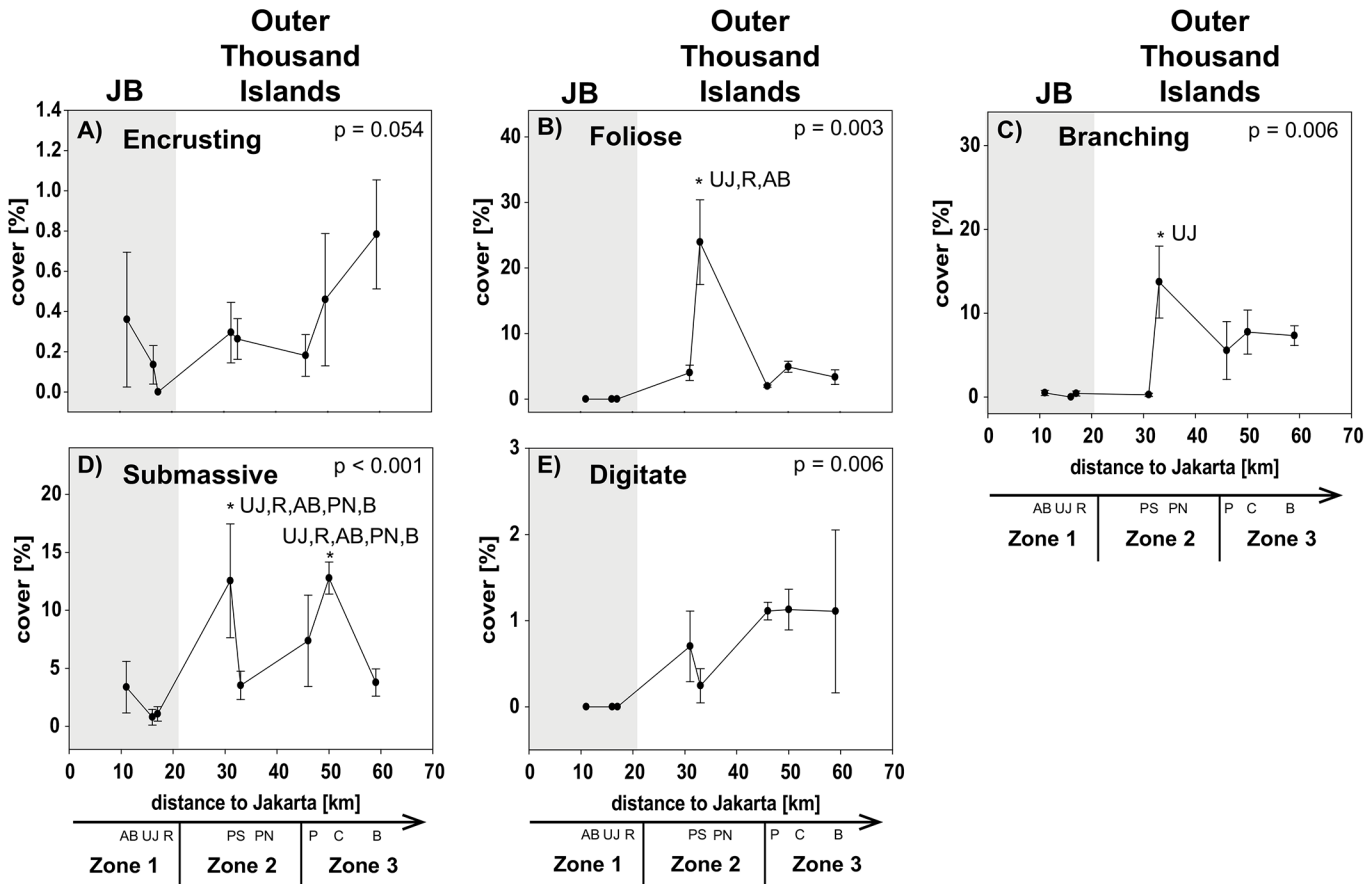 Outer
Thousand
Islands
JB
Outer
Thousand
Islands
JB
Outer
Thousand
Islands
JB
A) Encrusting p = 0.054
cover [%]
1.4
1.2
1.0
0.8
0.6
0.4
0.2
0.0
B) Foliose p = 0.003
cover [%]
40
30
20
10
0
* UJ,R,AB
C) Branching p = 0.006
cover [%]
30
20
10
0
* UJ
0 10 20 30 40 50 60 70
distance to Jakarta [km]
AB UJ R PS PN P C B
Zone 1 Zone 2 Zone 3
D) Submassive p < 0.001
cover [%]
20
15
10
5
0
* UJ,R,AB,PN,B
UJ,R,AB,PN,B
*
0 10 20 30 40 50 60 70
distance to Jakarta [km]
AB UJ R PS PN P C B
Zone 1 Zone 2 Zone 3
E) Digitate p = 0.006
cover [%]
3
2
1
0
0 10 20 30 40 50 60 70
distance to Jakarta [km]
AB UJ R PS PN P C B
Zone 1 Zone 2 Zone 3